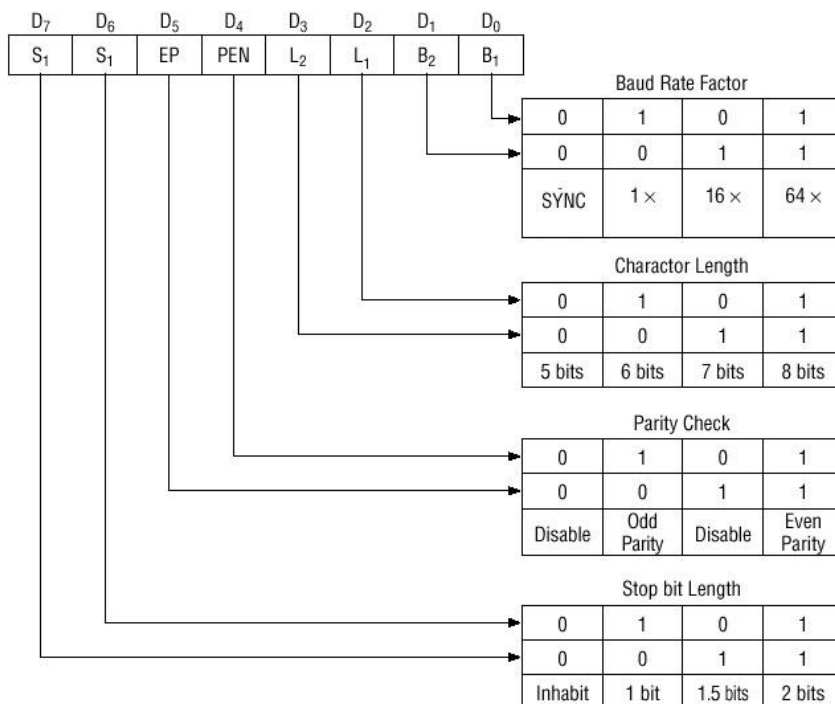 D7 D6 D5 D4 D3 D2 D1 D0
S1 S1 EP PEN L2 L1 B2 B1
Baud Rate Factor
0 1 0 1
0 0 1 1
SYNC 1 × 16 × 64 ×
Charactor Length
0 1 0 1
0 0 1 1
5 bits 6 bits 7 bits 8 bits
Parity Check
0 1 0 1
0 0 1 1
Disable Odd Parity Disable Even Parity
Stop bit Length
0 1 0 1
0 0 1 1
Inhabit 1 bit 1.5 bits 2 bits